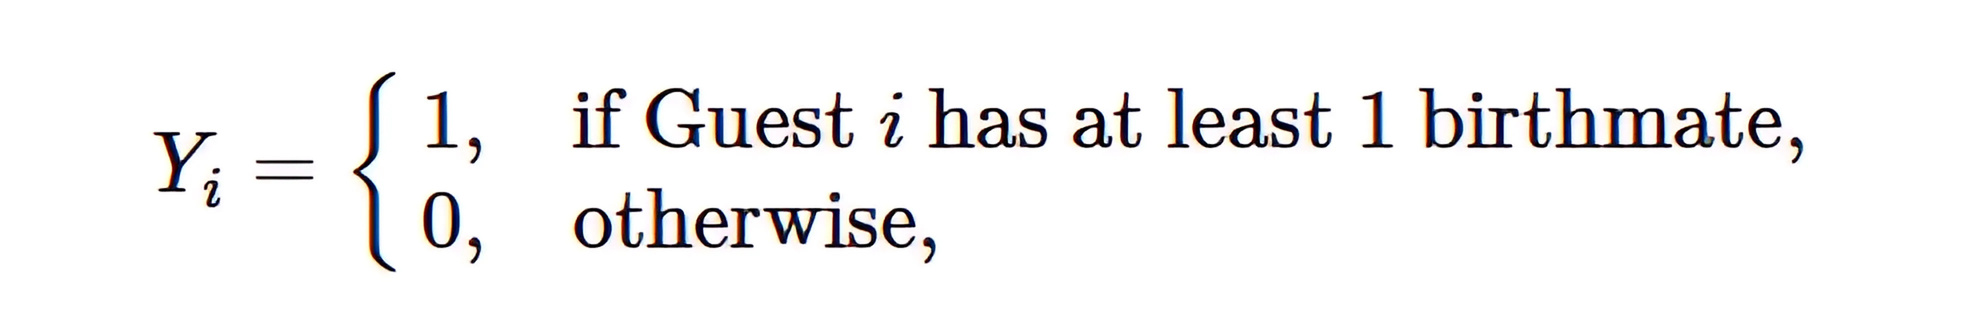 Y_i = { 1, if Guest i has at least 1 birthmate,
0, otherwise,